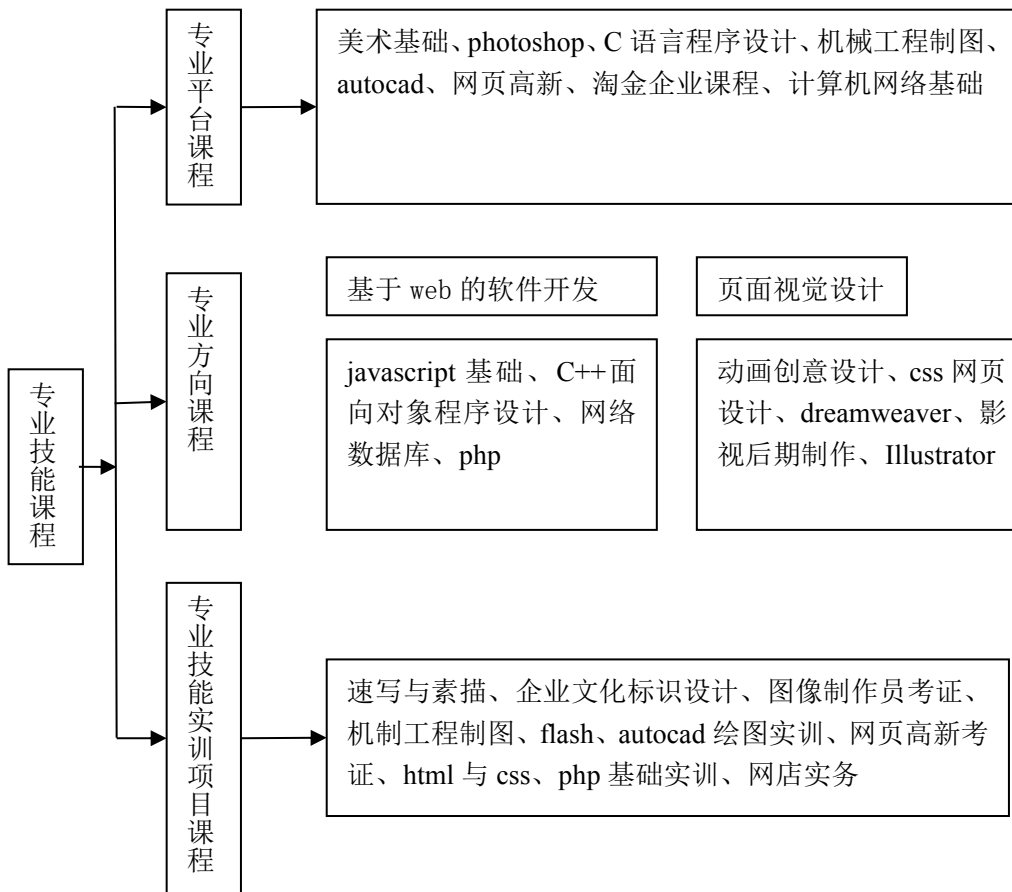 专业技能课程
专业平台课程
美术基础、photoshop、C 语言程序设计、机械工程制图、
autocad、网页高新、淘金企业课程、计算机网络基础
专业方向课程
基于 web 的软件开发
javascript 基础、C++面
向对象程序设计、网络
数据库、php
页面视觉设计
动画创意设计、css 网页
设计、dreamweaver、影
视后期制作、Illustrator
专业技能实训项目课程
速写与素描、企业文化标识设计、图像制作员考证、
机制工程制图、flash、autocad 绘图实训、网页高新考
证、html 与 css、php 基础实训、网店实务